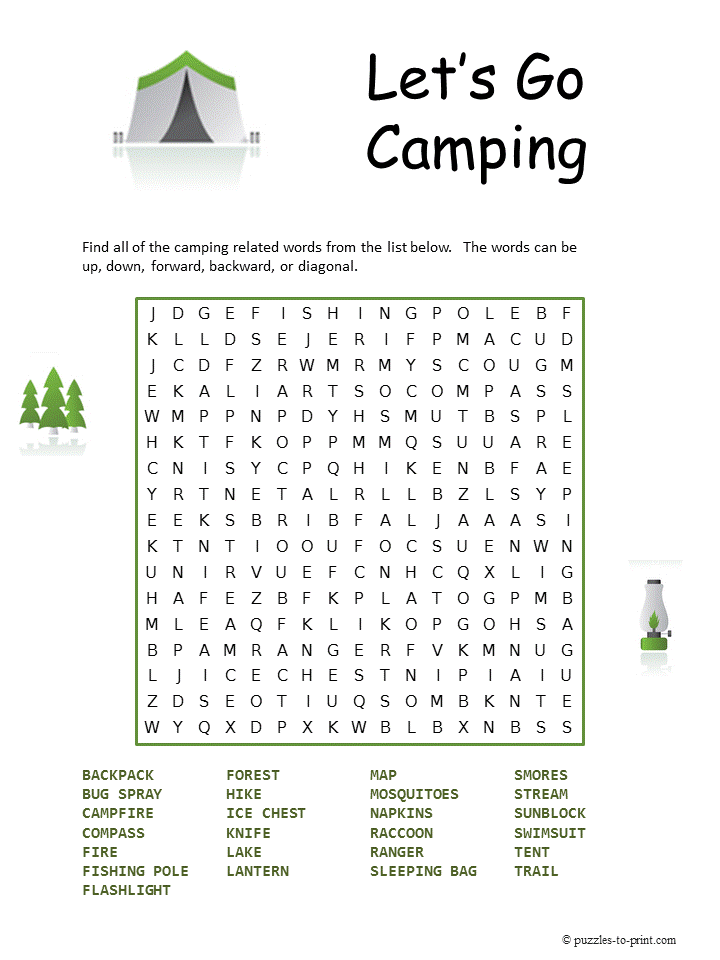 Let's Go
Camping
Find all of the camping related words from the list below. The words can be
up, down, forward, backward, or diagonal.
J D G E F I S H I N G P O L E B F
K L L D S E J E R I F P M A C U D
J C D F Z R W M R M Y S C O U G M
E K A L I A R T S O C O M P A S S
W M P P N P D Y H S M U T B S P L
H K T F K O P P M M Q S U U A R E
C N I S Y C P Q H I K E N B F A E
Y R T N E T A L R L L B Z L S Y P
E E K S B R I B F A L J A A A S I
K T N T I O O U F O C S U E N W N
U N I R V U E F C N H C Q X L I G
H A F E Z B F K P L A T O G P M B
M L E A Q F K L I K O P G O H S A
B P A M R A N G E R F V K M N U G
L J I C E C H E S T N I P I A I U
Z D S E O T I U Q S O M B K N T E
W Y Q X D P X K W B L B X N B S S
BACKPACK FOREST MAP SMORES
BUG SPRAY HIKE MOSQUITOES STREAM
CAMPFIRE ICE CHEST NAPKINS SUNBLOCK
COMPASS KNIFE RACCOON SWIMSUIT
FIRE LAKE RANGER TENT
FISHING POLE LANTERN SLEEPING BAG TRAIL
FLASHLIGHT
© puzzles-to-print.com